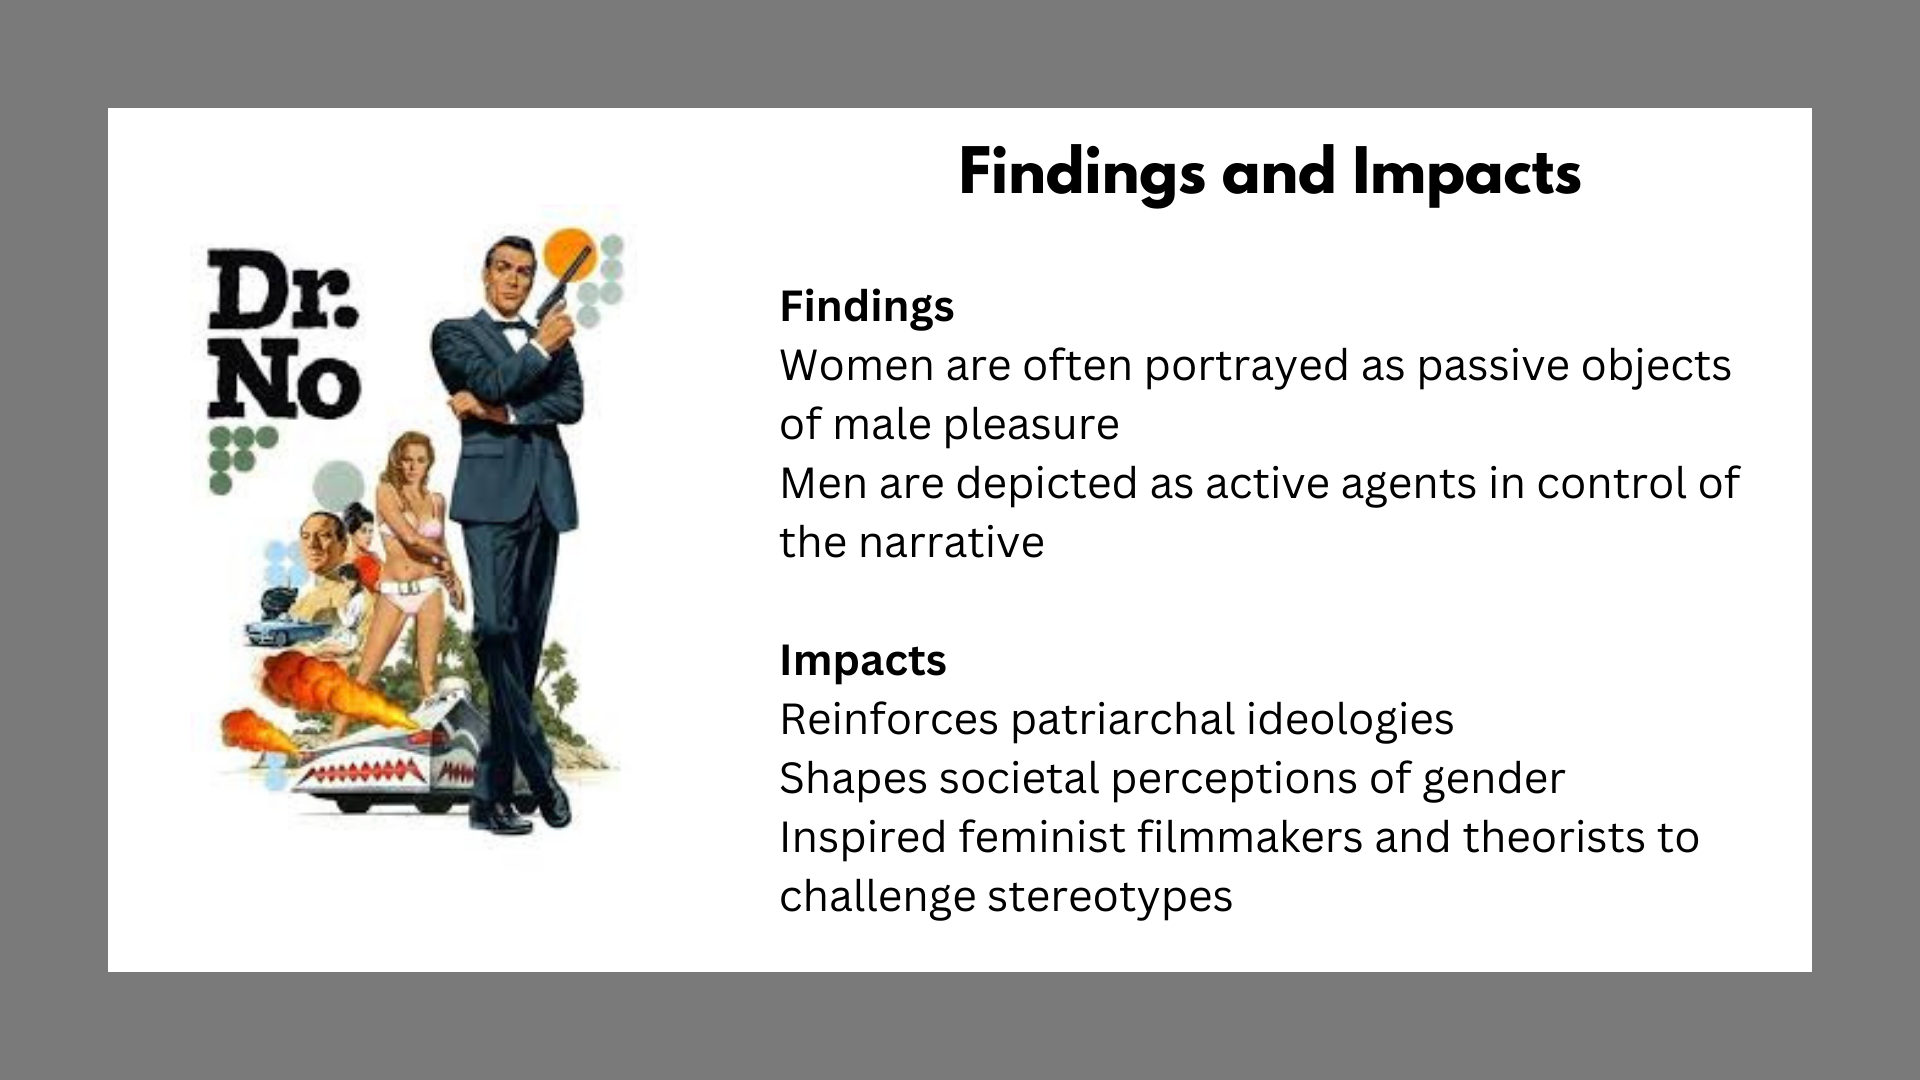 Findings and Impacts
Dr.
No
Findings
Women are often portrayed as passive objects
of male pleasure
Men are depicted as active agents in control of
the narrative
Impacts
Reinforces patriarchal ideologies
Shapes societal perceptions of gender
Inspired feminist filmmakers and theorists to
challenge stereotypes